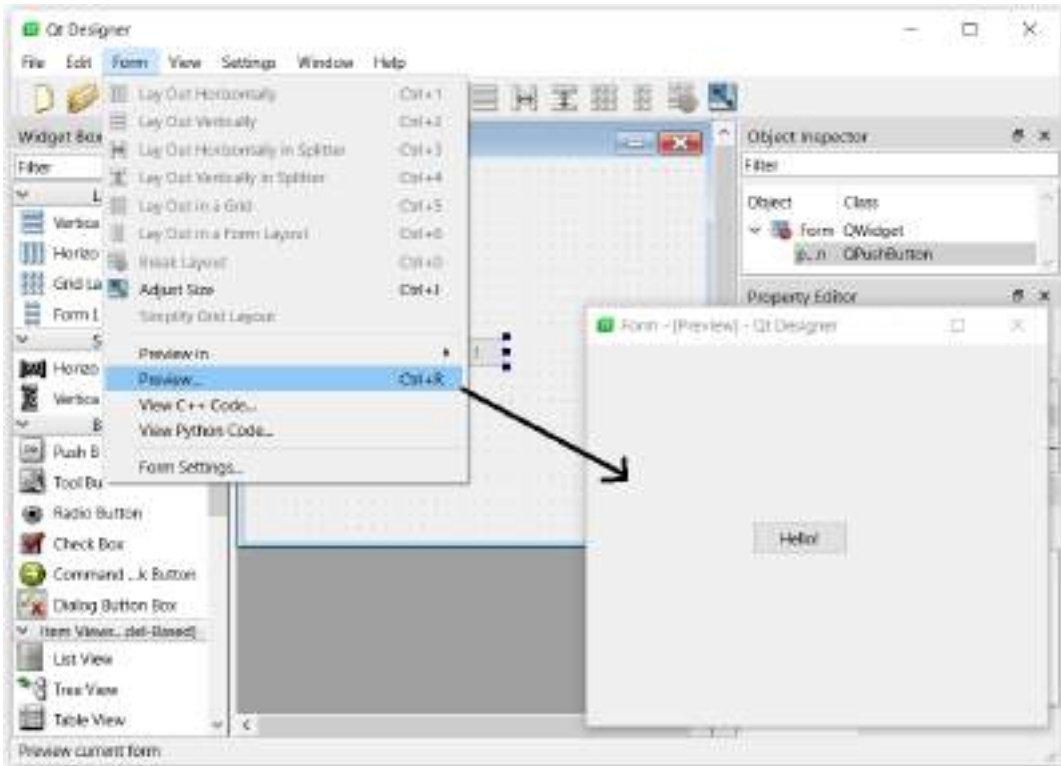 Qt Designer
File Edit Form View Settings Window Help
Lay Out Horizontally Ctrl+1
Lay Out Vertically Ctrl+2
Lay Out Horizontally in Splitter Ctrl+3
Lay Out Vertically in Splitter Ctrl+4
Lay Out in a Grid Ctrl+5
Lay Out in a Form Layout Ctrl+6
Break Layout Ctrl+0
Adjust Size Ctrl+J
Simplify Grid Layout
Preview in
Preview... Ctrl+R
View C++ Code...
View Python Code...
Form Settings...
Widget Box
Filter
L
Vertica
Horizo
Grid La
Form L
S
Horizo
Vertica
B
Push B
Tool Bu
Radio Button
Check Box
Command ...k Button
Dialog Button Box
Item Views...del-Based)
List View
Tree View
Table View
Object Inspector
Filter
Object Class
Form QWidget
p...n QPushButton
Property Editor
Form - [Preview] - Qt Designer
Hello!
Preview current form